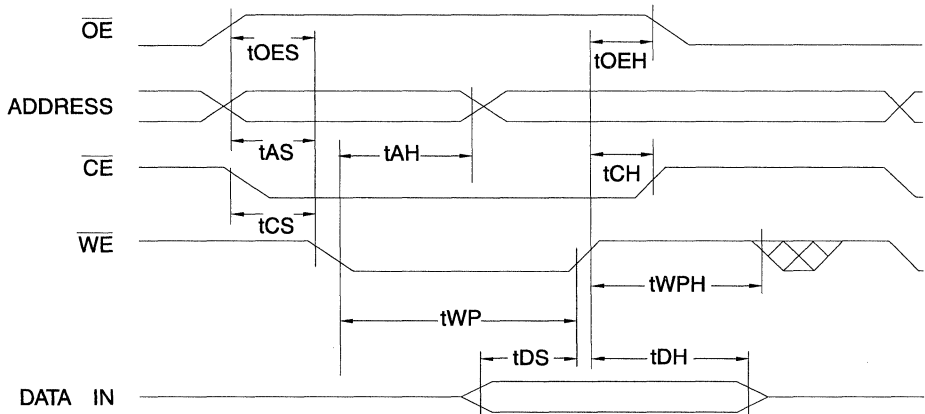 OE
tOES
tOEH
ADDRESS
tAS
tAH
CE
tCH
tCS
WE
tWPH
tWP
tDS
tDH
DATA IN